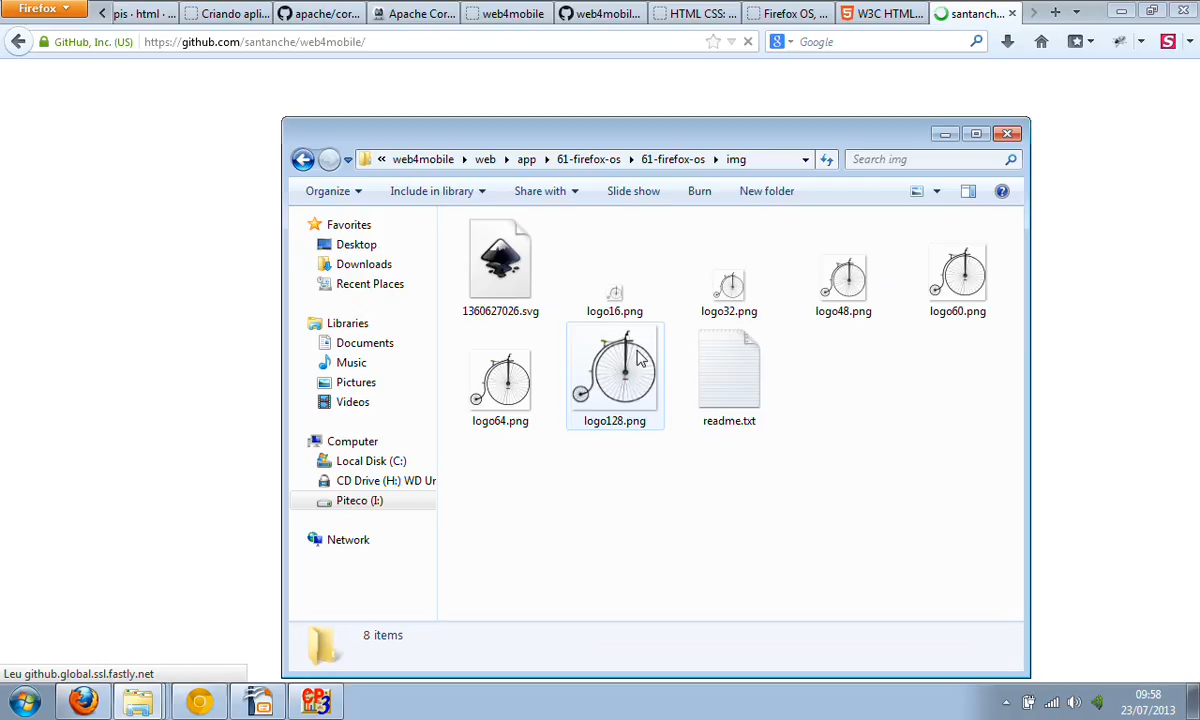 Firefox
pis - html · ...
Criando apli...
apache/cor...
Apache Cor...
web4mobile
web4mobil...
HTML CSS: ...
Firefox OS, ...
W3C HTML...
santanch...
GitHub, Inc. (US)
https://github.com/santanche/web4mobile/
Google
web4mobile
web
app
61-firefox-os
61-firefox-os
img
Search img
Organize
Include in library
Share with
Slide show
Burn
New folder
Favorites
Desktop
Downloads
Recent Places
Libraries
Documents
Music
Pictures
Videos
Computer
Local Disk (C:)
CD Drive (H:) WD Ur
Piteco (I:)
Network
1360627026.svg
logo16.png
logo32.png
logo48.png
logo60.png
logo64.png
logo128.png
readme.txt
8 items
Leu github.global.ssl.fastly.net
09:58
23/07/2013